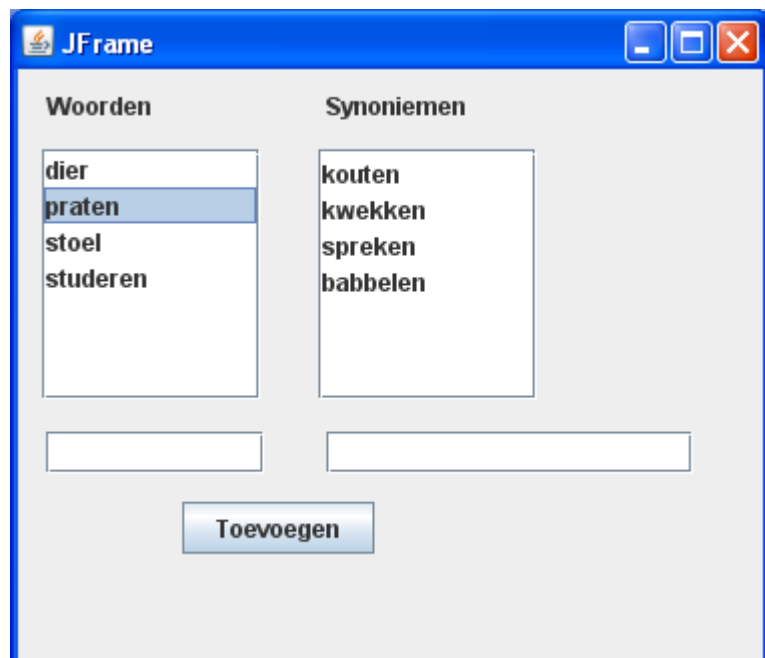 JFrame
Woorden
Synoniemen
dier
praten
stoel
studeren
kouten
kwekken
spreken
babbelen
Toevoegen